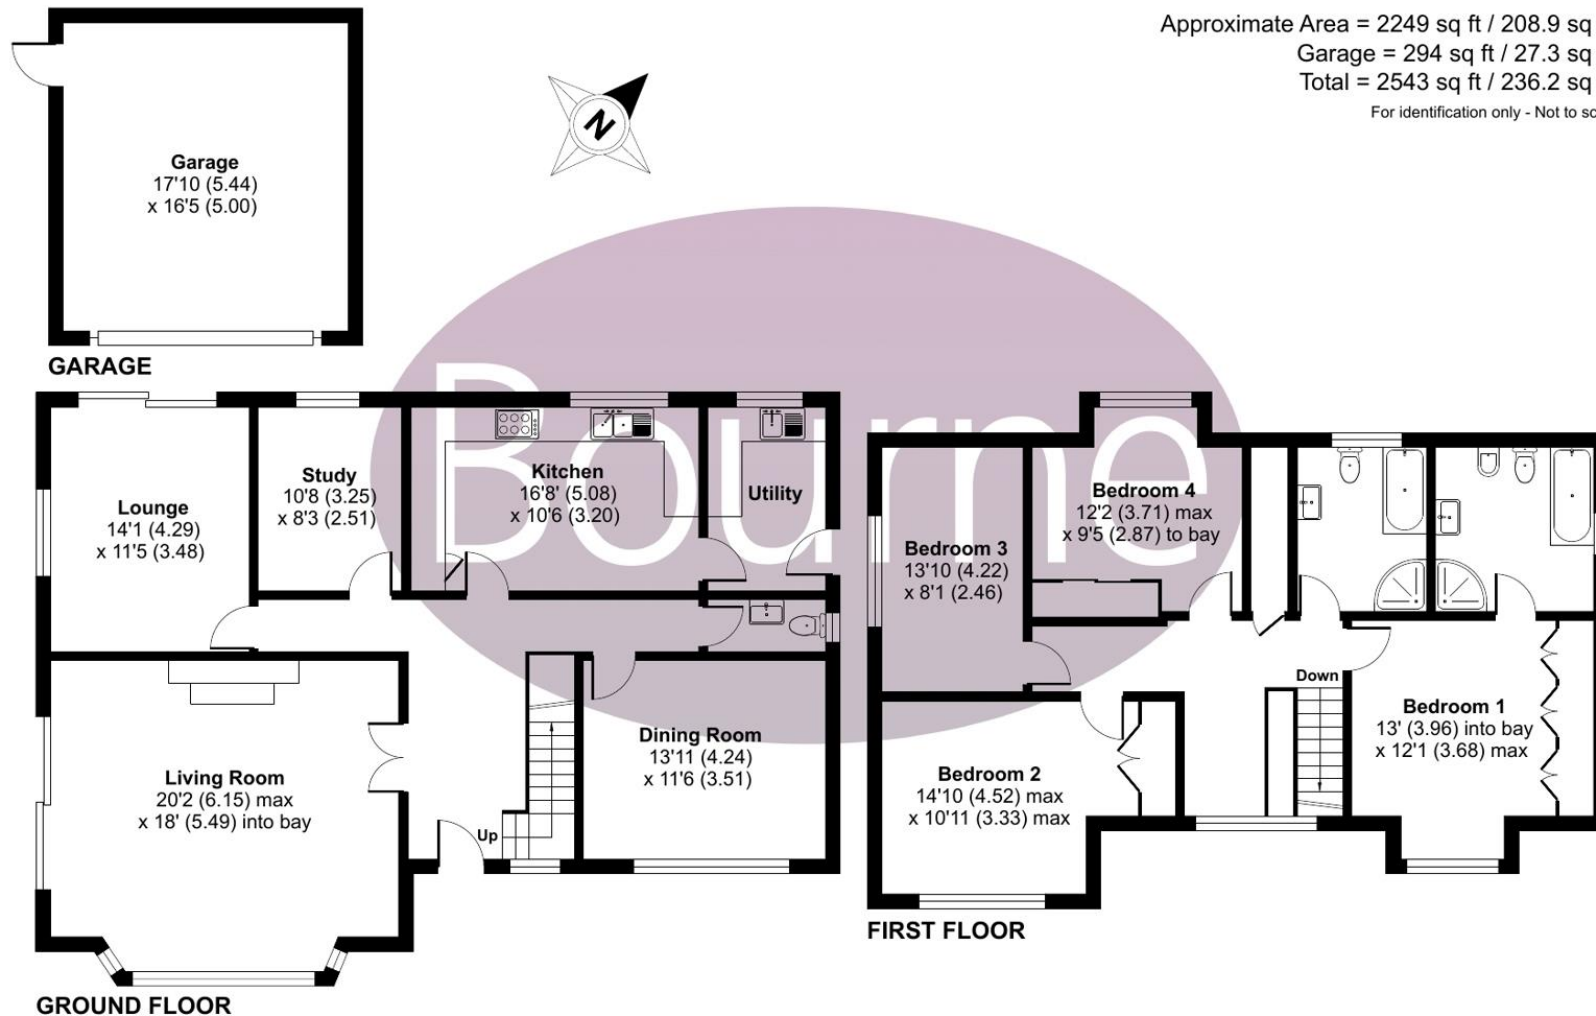 Approximate Area = 2249 sq ft / 208.9 sq
Garage = 294 sq ft / 27.3 sq
Total = 2543 sq ft / 236.2 sq
For identification only - Not to sc
N
Garage
17'10 (5.44)
x 16'5 (5.00)
GARAGE
Bourne
Lounge
14'1 (4.29)
x 11'5 (3.48)
Study
10'8 (3.25)
x 8'3 (2.51)
Kitchen
16'8' (5.08)
x 10'6 (3.20)
Utility
Living Room
20'2 (6.15) max
x 18' (5.49) into bay
Up
Dining Room
13'11 (4.24)
x 11'6 (3.51)
GROUND FLOOR
Bedroom 3
13'10 (4.22)
x 8'1 (2.46)
Bedroom 4
12'2 (3.71) max
x 9'5 (2.87) to bay
Down
Bedroom 1
13' (3.96) into bay
x 12'1 (3.68) max
Bedroom 2
14'10 (4.52) max
x 10'11 (3.33) max
FIRST FLOOR